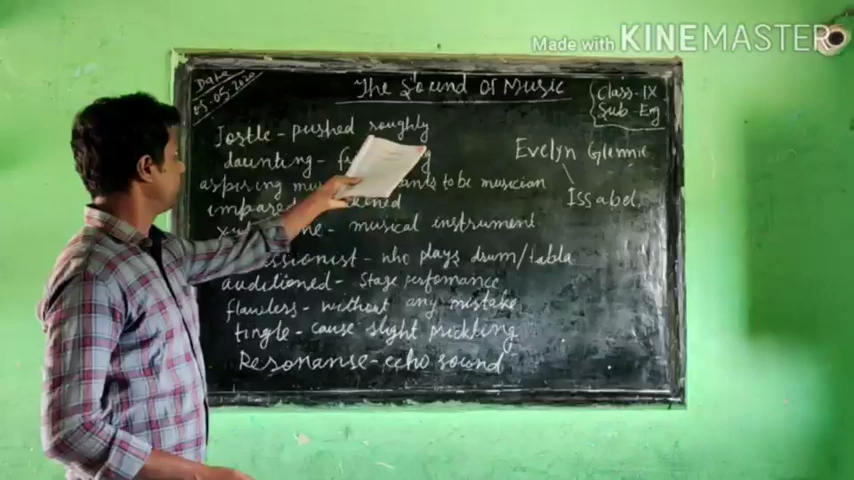 Made with KINEMASTER
Date
05.05.2020
The Sound Of Music
Class-IX
Sub-Eng
Jostle - pushed roughly
daunting -
aspiring to be musician
impared
- musical instrument
- who plays drum/tabla
auditioned - Stage perfomance
flawless - without any mistake
tingle - cause slight prickling
Resonanse - echo sound
Evelyn Glennie
Issabel